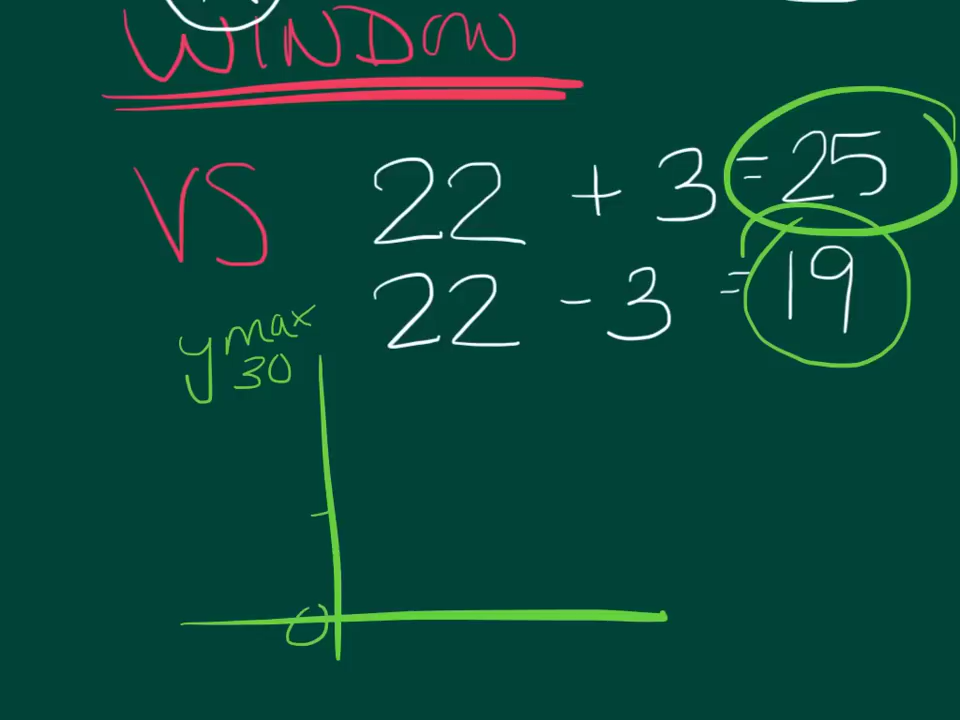 WINDOW
VS 22 + 3 = 25
22 - 3 = 19
y max
30
0